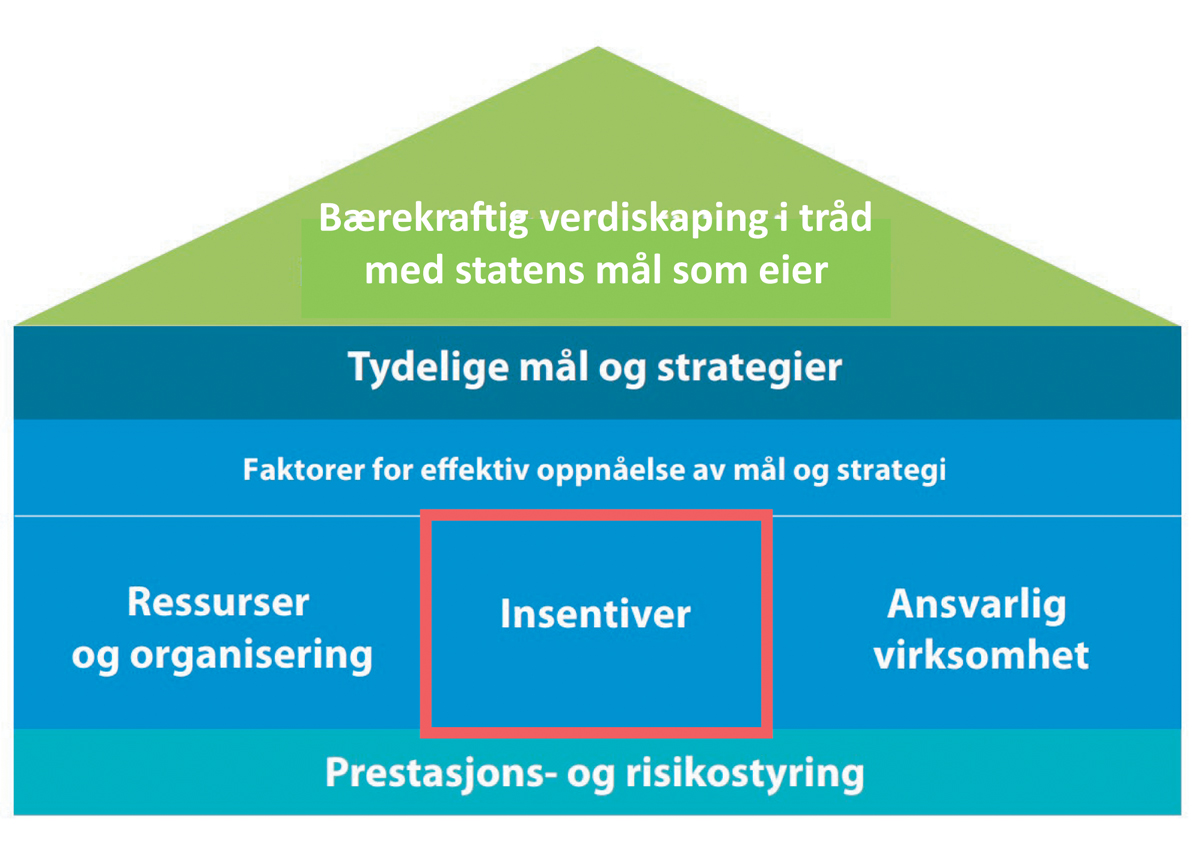 Bærekraftig verdiskaping i tråd
med statens mål som eier
Tydelige mål og strategier
Faktorer for effektiv oppnåelse av mål og strategi
Ressurser
og organisering
Insentiver
Ansvarlig
virksomhet
Prestasjons- og risikostyring